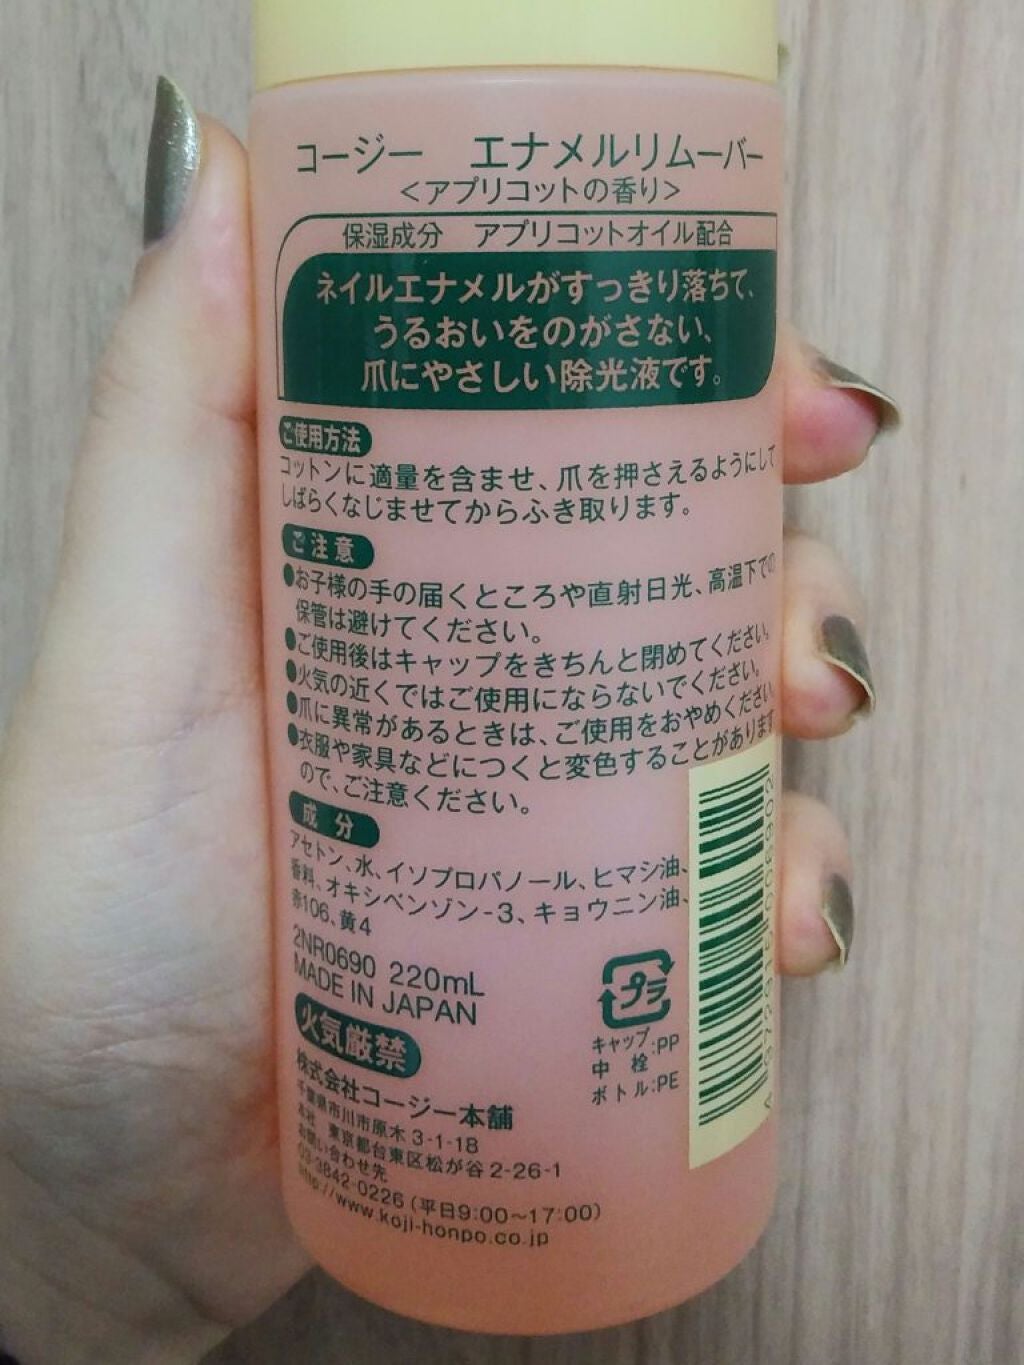 コージー エナメルリムーバー
<アプリコットの香り>
保湿成分 アプリコットオイル配合
ネイルエナメルがすっきり落ちて、
うるおいをのがさない、
爪にやさしい除光液です。
ご使用方法
コットンに適量を含ませ、爪を押さえるようにして
しばらくなじませてからふき取ります。
ご注意
●お子様の手の届くところや直射日光、高温下での
保管は避けてください。
●ご使用後はキャップをきちんと閉めてください。
●火気の近くではご使用にならないでください。
●爪に異常があるときは、ご使用をおやめください。
●衣服や家具などにつくと変色することがあります
ので、ご注意ください。
成分
アセトン、水、イソプロパノール、ヒマシ油、
香料、オキシベンゾン-3、キョウニン油、
赤106、黄4
2NR0690 220mL
MADE IN JAPAN
火気厳禁
プラ
キャップ:PP
中栓
ボトル:PE
株式会社コージー本舗
千葉県市川市原木3-1-18
本社 東京都台東区松が谷2-26-1
お問い合わせ先
03-3842-0226 (平日9:00～17:00)
http://www.koji-honpo.co.jp